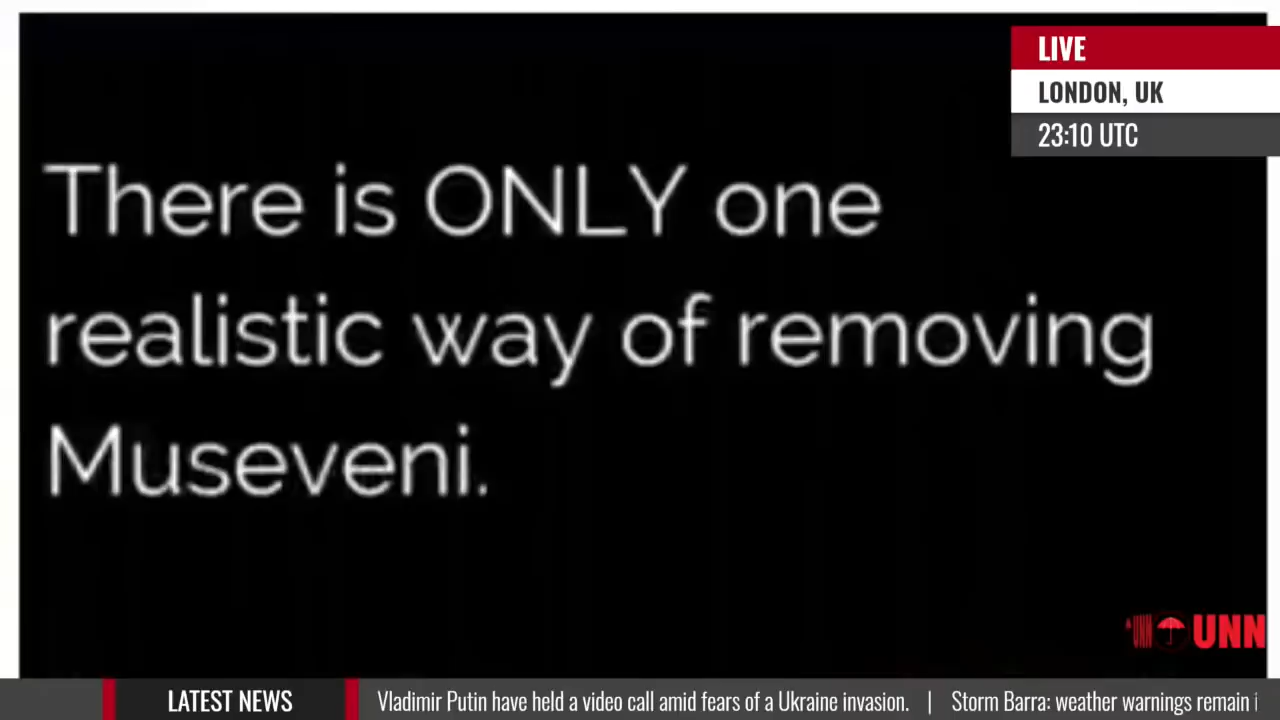 LIVE
LONDON, UK
23:10 UTC
There is ONLY one
realistic way of removing
Museveni.
UNN
LATEST NEWS
Vladimir Putin have held a video call amid fears of a Ukraine invasion. | Storm Barra: weather warnings remain